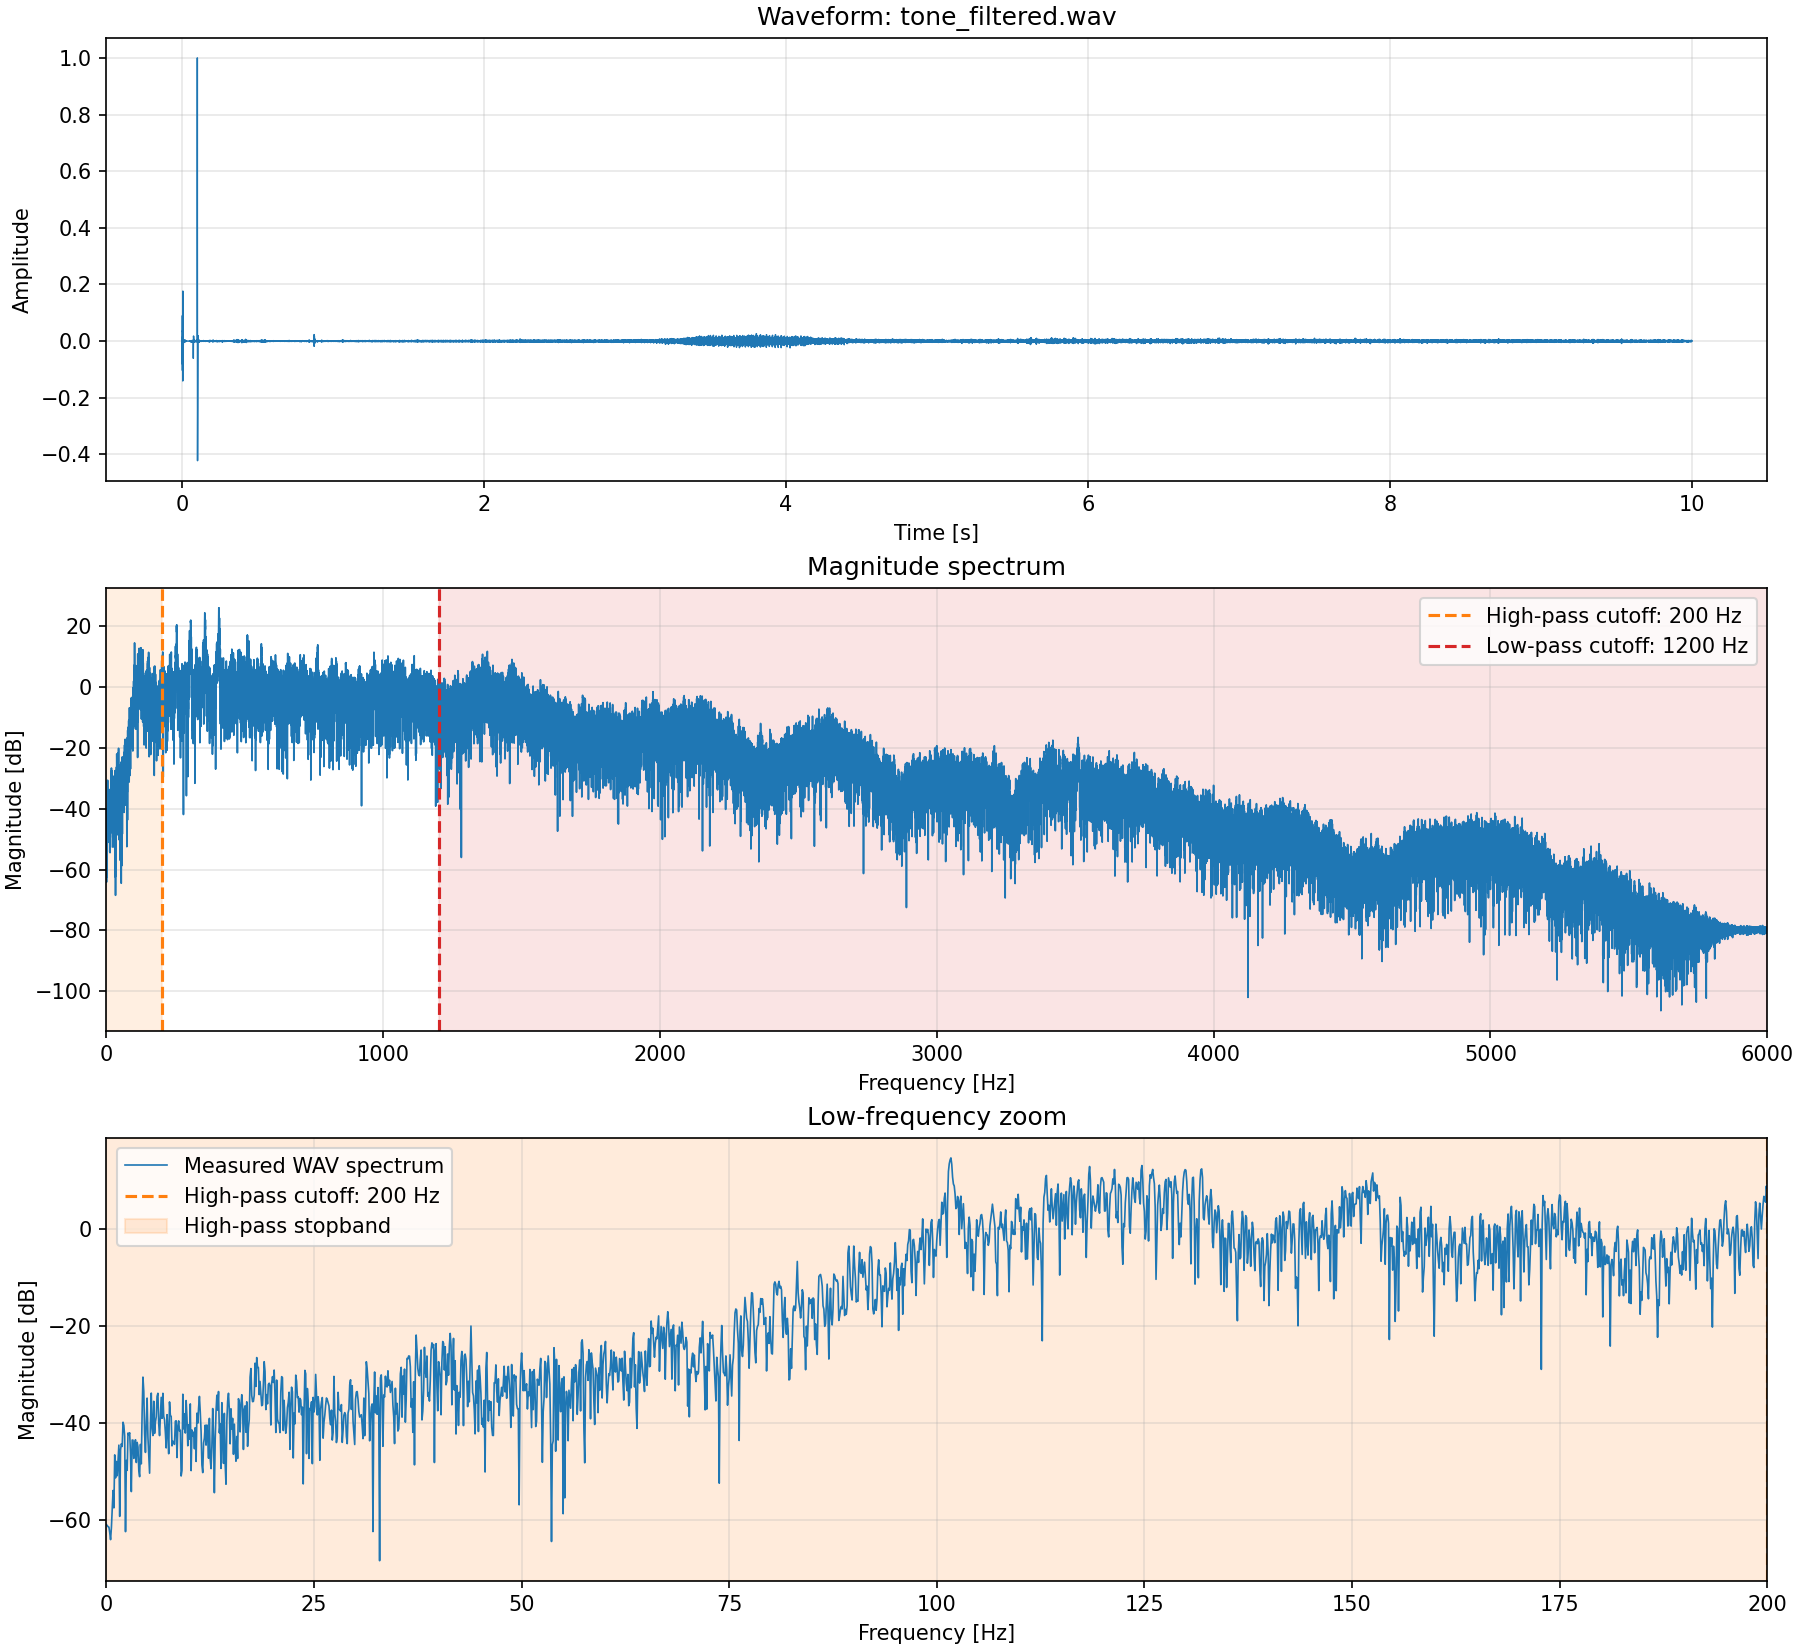 Waveform: tone_filtered.wav
1.0
0.8
0.6
0.4
0.2
0.0
−0.2
−0.4
Amplitude
0 2 4 6 8 10
Time [s]
Magnitude spectrum
High-pass cutoff: 200 Hz
Low-pass cutoff: 1200 Hz
20
0
−20
−40
−60
−80
−100
Magnitude [dB]
0 1000 2000 3000 4000 5000 6000
Frequency [Hz]
Low-frequency zoom
Measured WAV spectrum
High-pass cutoff: 200 Hz
High-pass stopband
0
−20
−40
−60
Magnitude [dB]
0 25 50 75 100 125 150 175 200
Frequency [Hz]